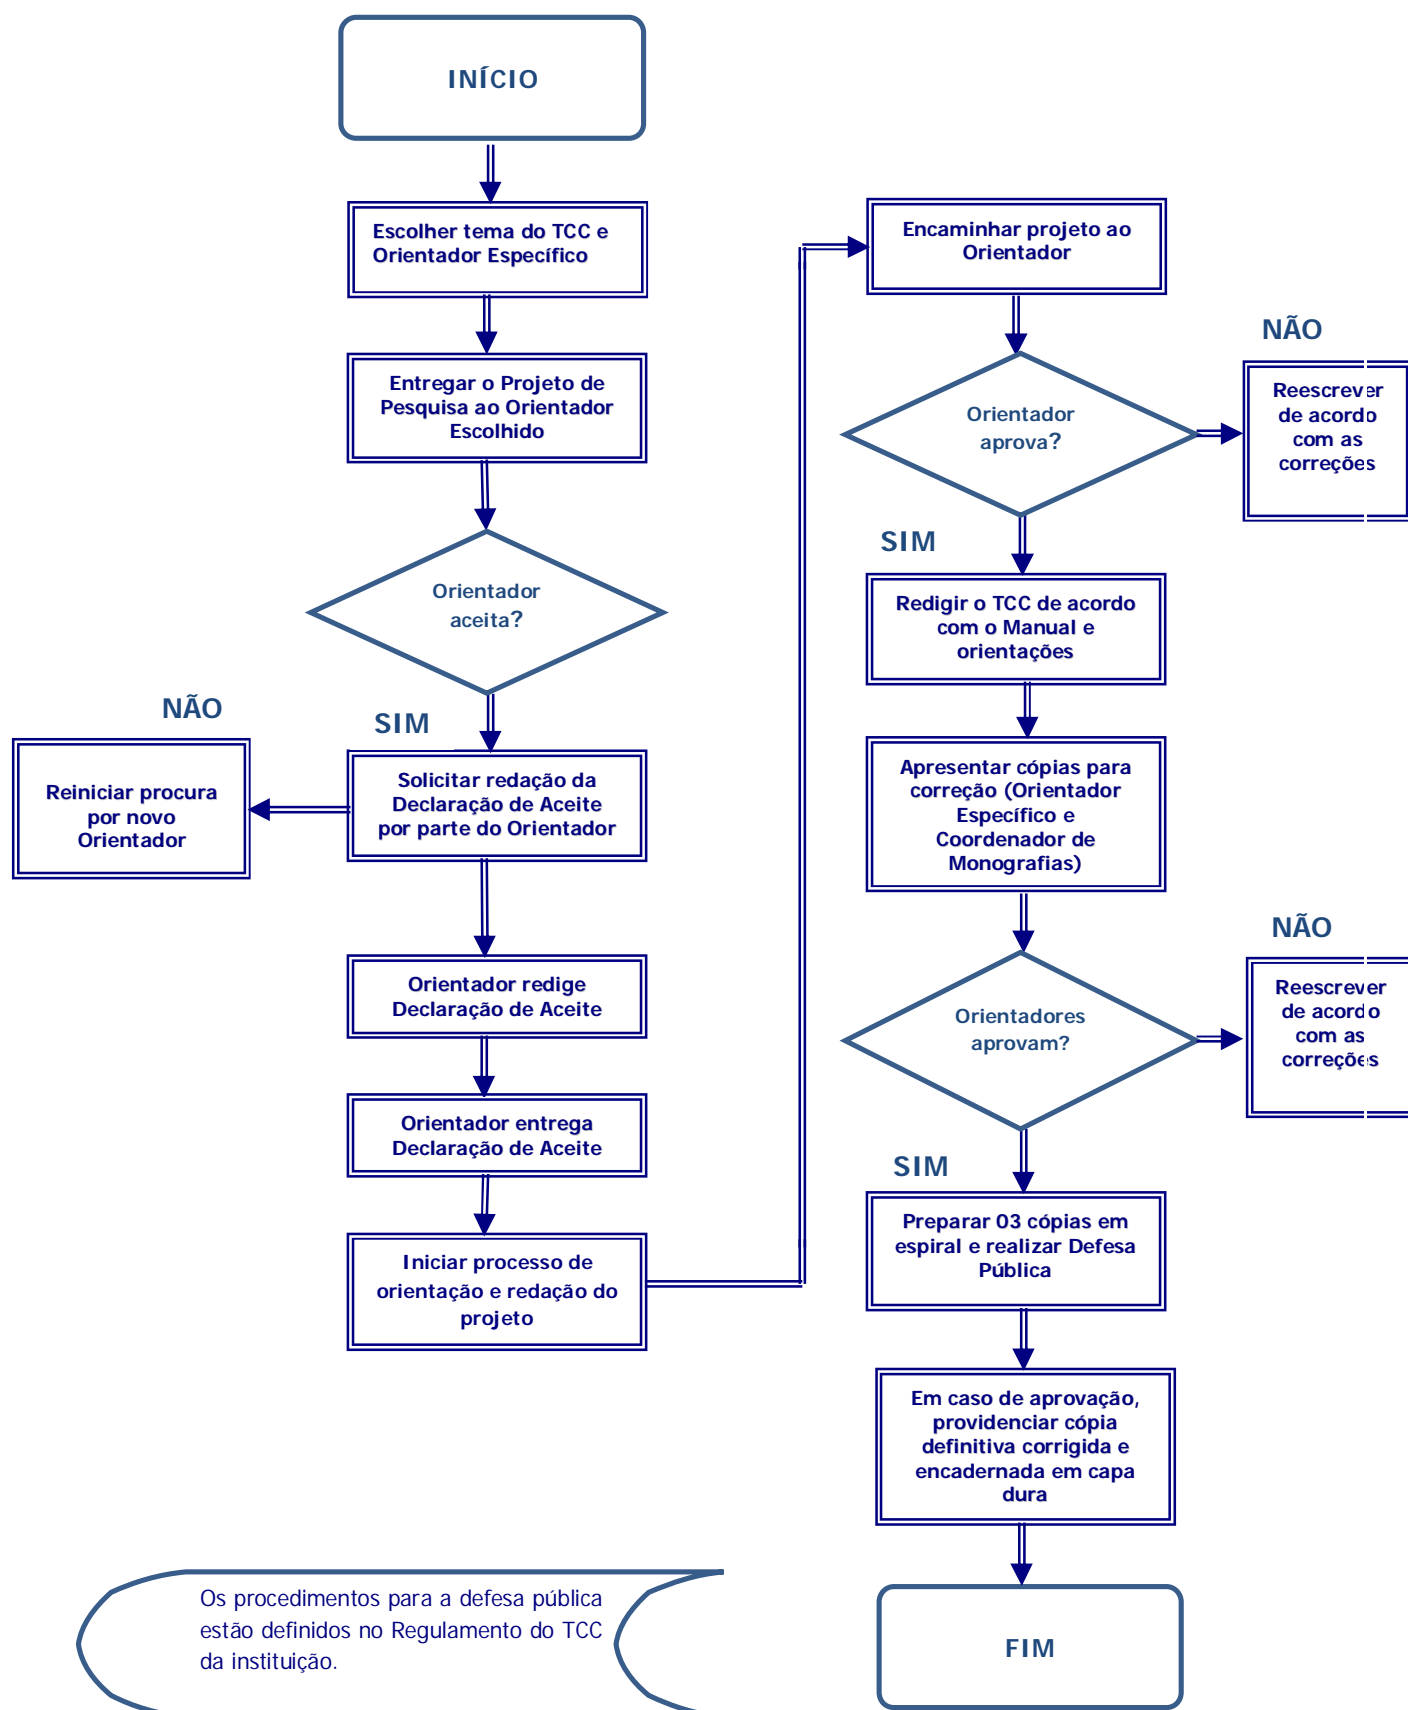 INÍCIO
Escolher tema do TCC e
Orientador Específico
Entregar o Projeto de
Pesquisa ao Orientador
Escolhido
Orientador
aceita?
NÃO
SIM
Reiniciar procura
por novo
Orientador
Solicitar redação da
Declaração de Aceite
por parte do Orientador
Orientador redige
Declaração de Aceite
Orientador entrega
Declaração de Aceite
Iniciar processo de
orientação e redação do
projeto
Encaminhar projeto ao
Orientador
Orientador
aprova?
NÃO
Reescrever
de acordo
com as
correções
SIM
Redigir o TCC de acordo
com o Manual e
orientações
Apresentar cópias para
correção (Orientador
Específico e
Coordenador de
Monografias)
Orientadores
aprovam?
NÃO
Reescrever
de acordo
com as
correções
SIM
Preparar 03 cópias em
espiral e realizar Defesa
Pública
Em caso de aprovação,
providenciar cópia
definitiva corrigida e
encadernada em capa
dura
FIM
Os procedimentos para a defesa pública
estão definidos no Regulamento do TCC
da instituição.